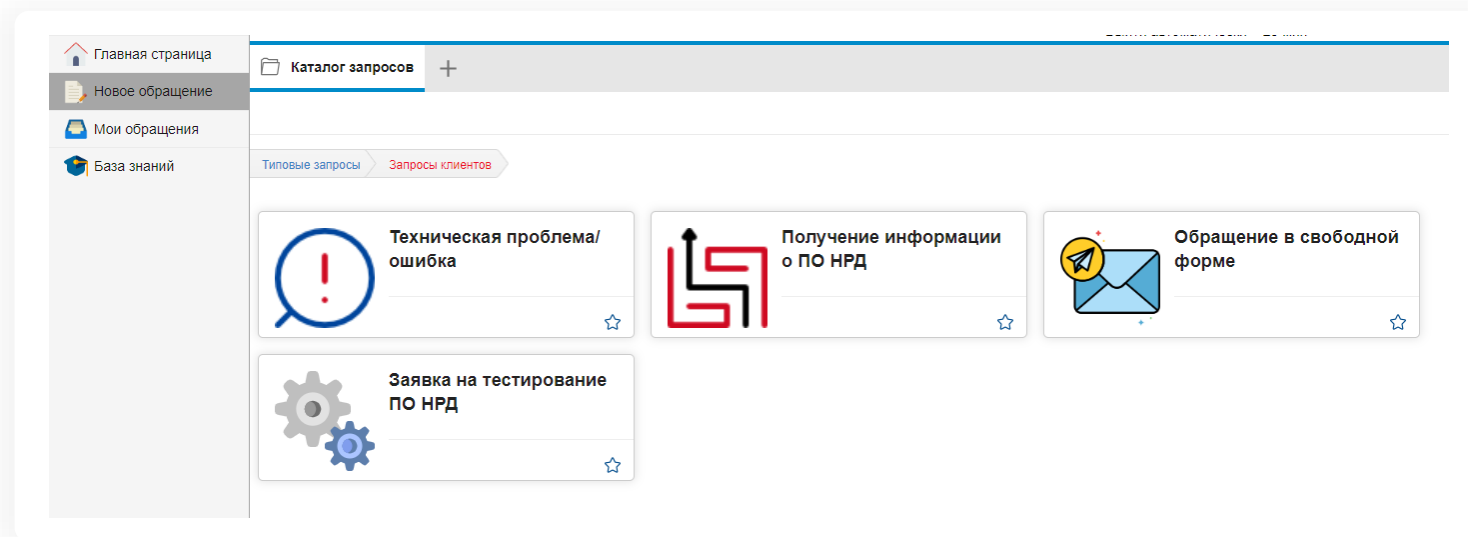 Главная страница
Новое обращение
Мои обращения
База знаний
Каталог запросов
Типовые запросы
Запросы клиентов
Техническая проблема/
ошибка
Получение информации
о ПО НРД
Обращение в свободной
форме
Заявка на тестирование
ПО НРД